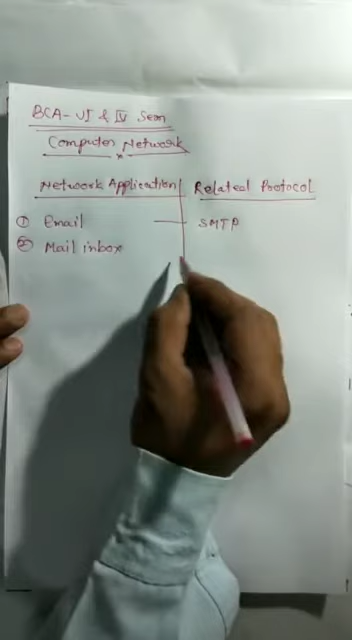 BCA-VI & IV Sem
Computer Network
Network Application | Related Protocol
① Email — SMTP
② Mail inbox